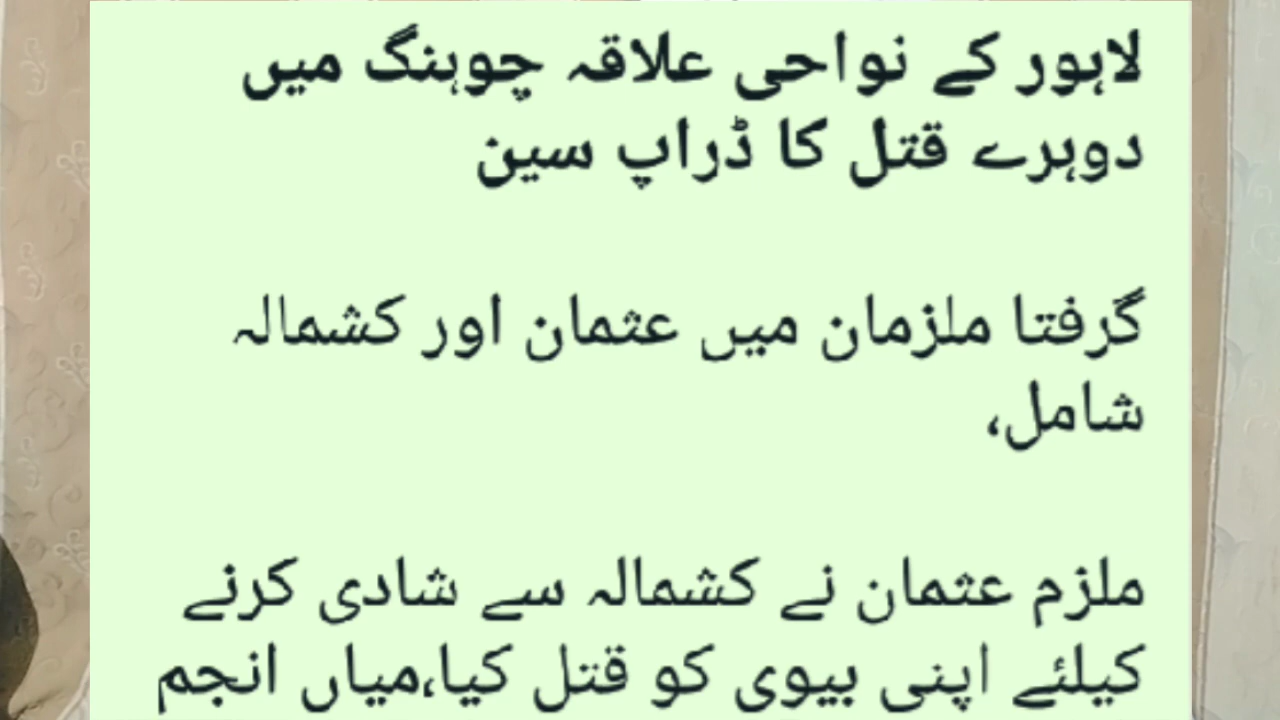 لاہور کے نواحی علاقہ چوہنگ میں
دوہرے قتل کا ڈراپ سین
گرفتا ملزمان میں عثمان اور کشمالہ
شامل،
ملزم عثمان نے کشمالہ سے شادی کرنے
کیلئے اپنی بیوی کو قتل کیا،میاں انجم